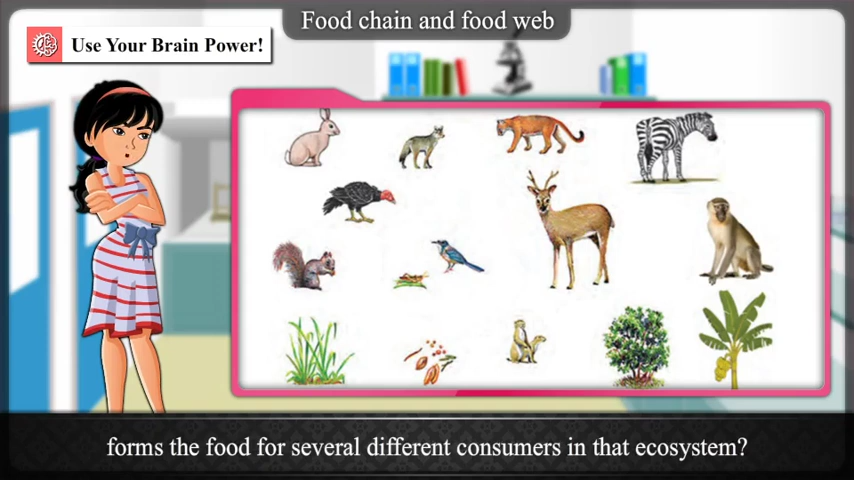 Food chain and food web
Use Your Brain Power!
forms the food for several different consumers in that ecosystem?